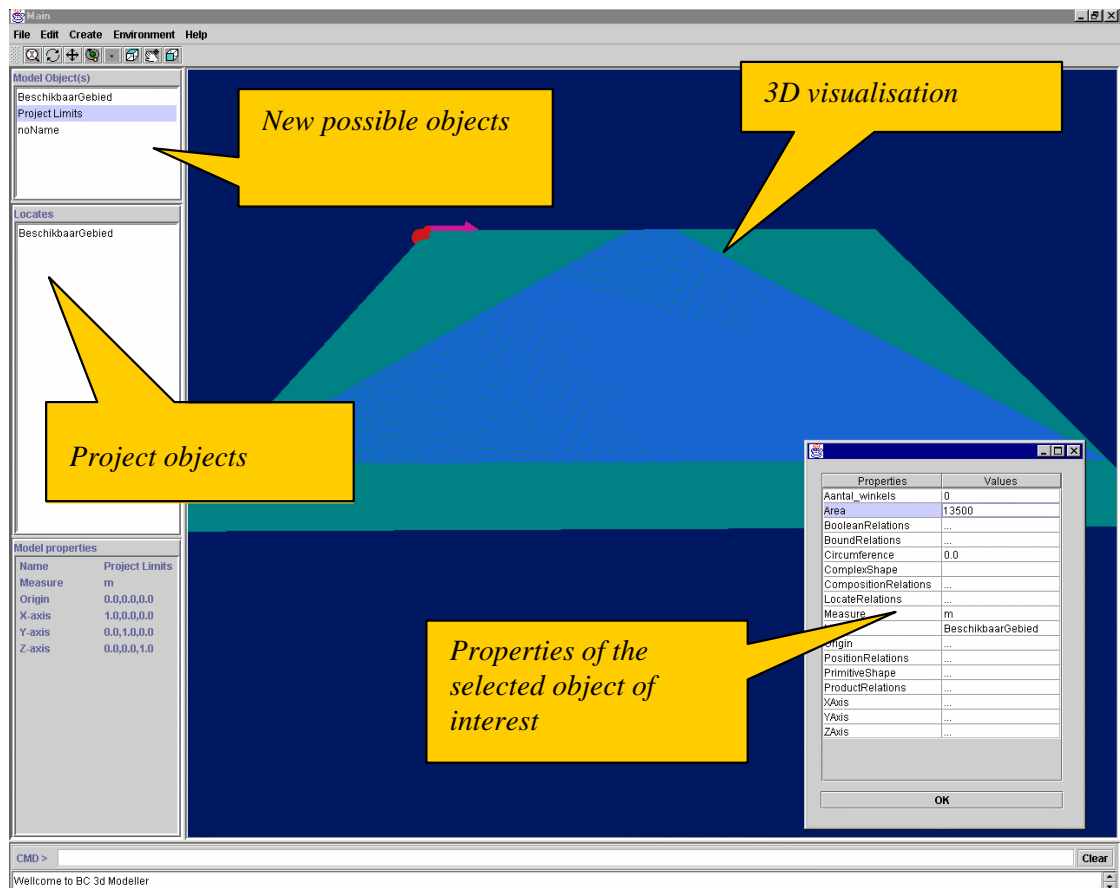 Main
File Edit Create Environment Help
Model Object(s)
BeschikbaarGebied
Project Limits
noName
New possible objects
3D visualisation
Locates
BeschikbaarGebied
Project objects
Model properties
Name Project Limits
Measure m
Origin 0.0,0.0,0.0
X-axis 1.0,0.0,0.0
Y-axis 0.0,1.0,0.0
Z-axis 0.0,0.0,1.0
Properties of the
selected object of
interest
Properties Values
Aantal_winkels 0
Area 13500
BooleanRelations ...
BoundRelations ...
Circumference 0.0
ComplexShape
CompositionRelations ...
LocateRelations ...
Measure m
BeschikbaarGebied
Origin ...
PositionRelations ...
PrimitiveShape ...
ProductRelations ...
XAxis ...
YAxis ...
ZAxis ...
OK
CMD > Clear
Wellcome to BC 3d Modeller